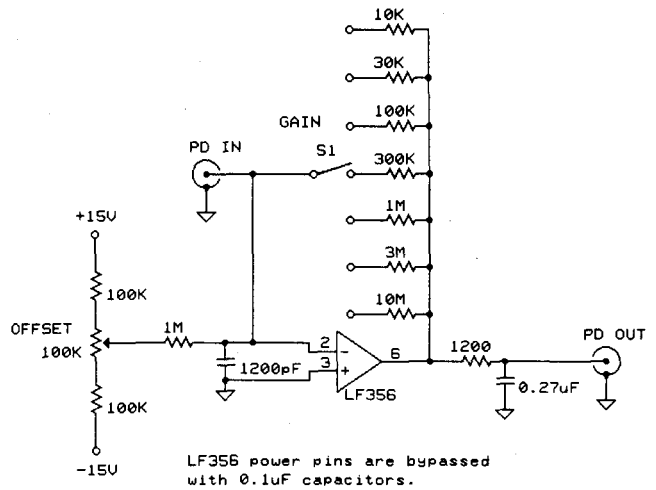 10K
30K
100K
GAIN
PD IN
S1
300K
+15V
1M
3M
100K
10M
OFFSET
1M
100K
2
-
6
1200
PD OUT
3
+
1200pF
LF356
0.27uF
100K
-15V
LF356 power pins are bypassed
with 0.1uF capacitors.